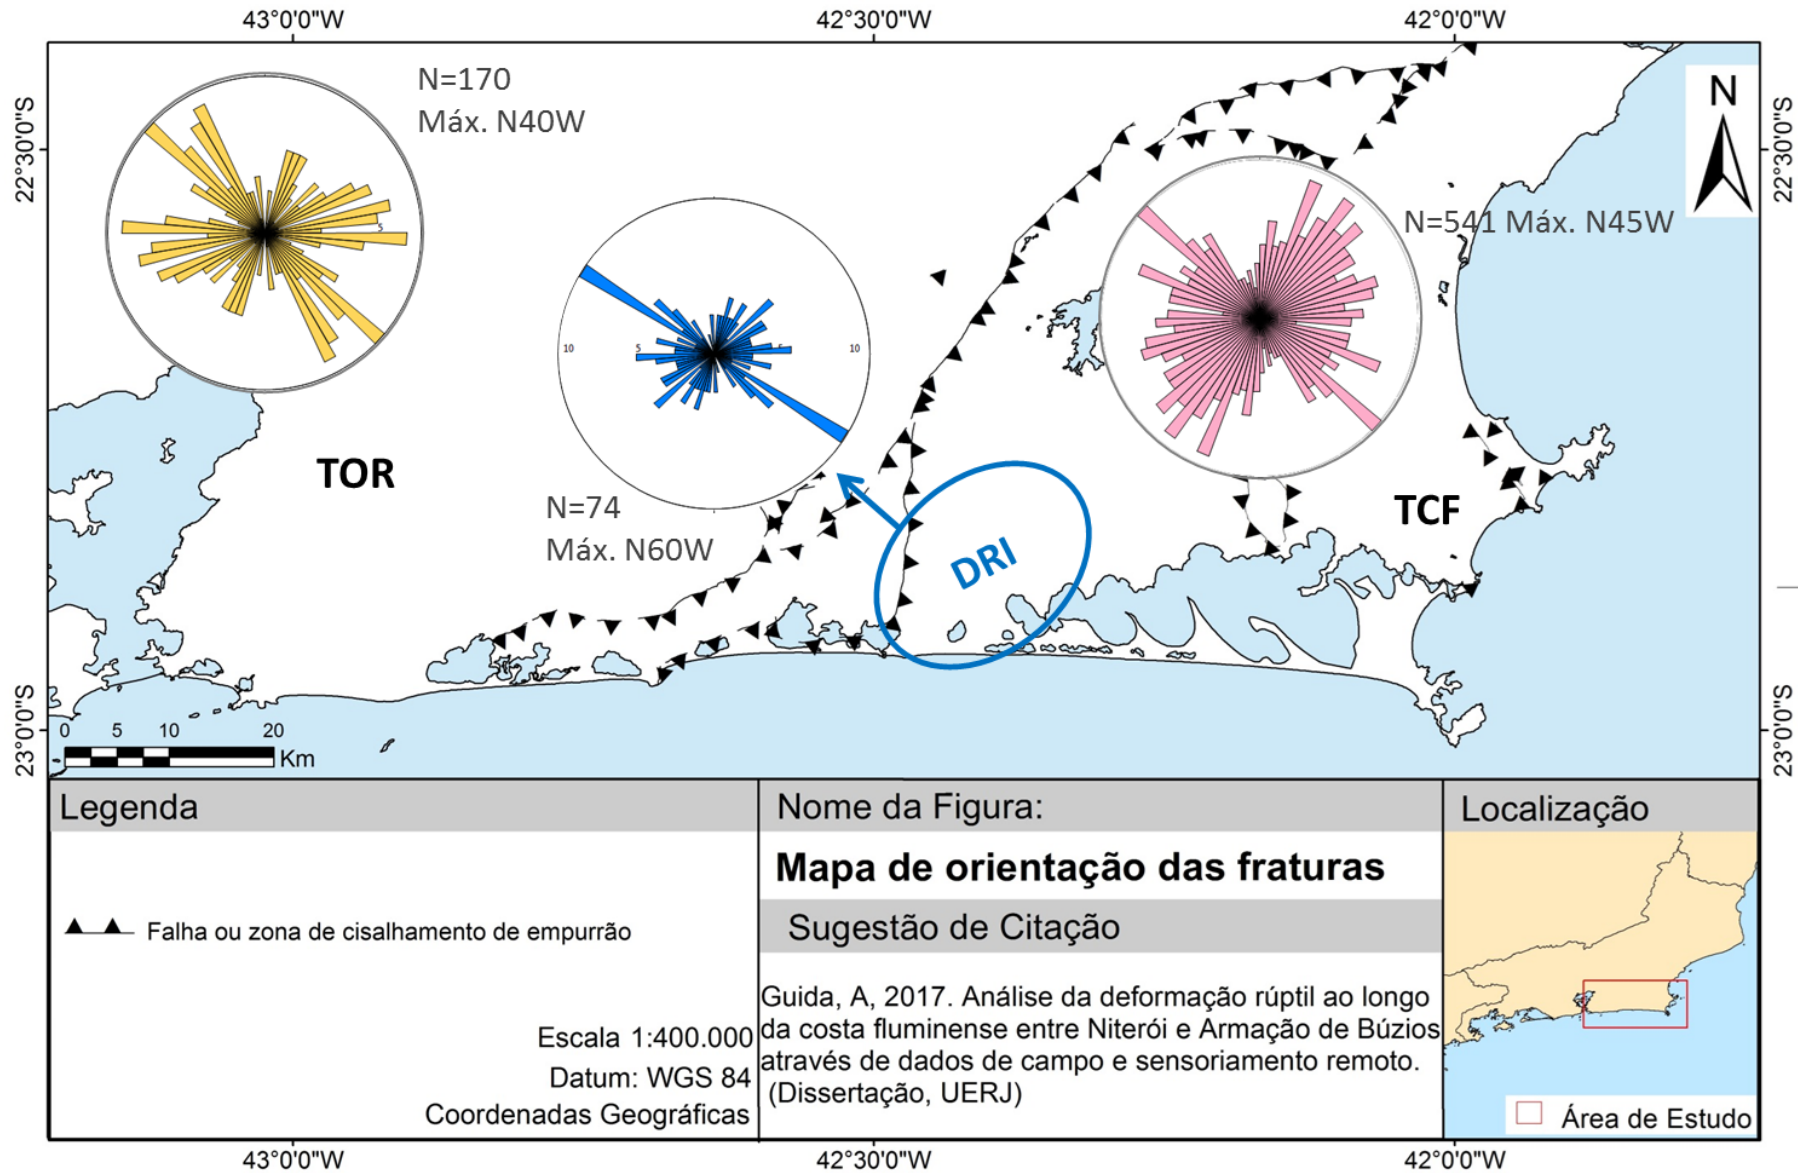 43°0'0"W
42°30'0"W
42°0'0"W
22°30'0"S
22°30'0"S
N=170
Máx. N40W
N
N=541 Máx. N45W
5
10
5
5
10
TOR
TCF
N=74
Máx. N60W
DRI
23°0'0"S
23°0'0"S
0 5 10 20
Km
Legenda
Falha ou zona de cisalhamento de empurrão
Escala 1:400.000
Datum: WGS 84
Coordenadas Geográficas
Nome da Figura:
Mapa de orientação das fraturas
Sugestão de Citação
Guida, A, 2017. Análise da deformação rúptil ao longo
da costa fluminense entre Niterói e Armação de Búzios
através de dados de campo e sensoriamento remoto.
(Dissertação, UERJ)
Localização
Área de Estudo
43°0'0"W
42°30'0"W
42°0'0"W